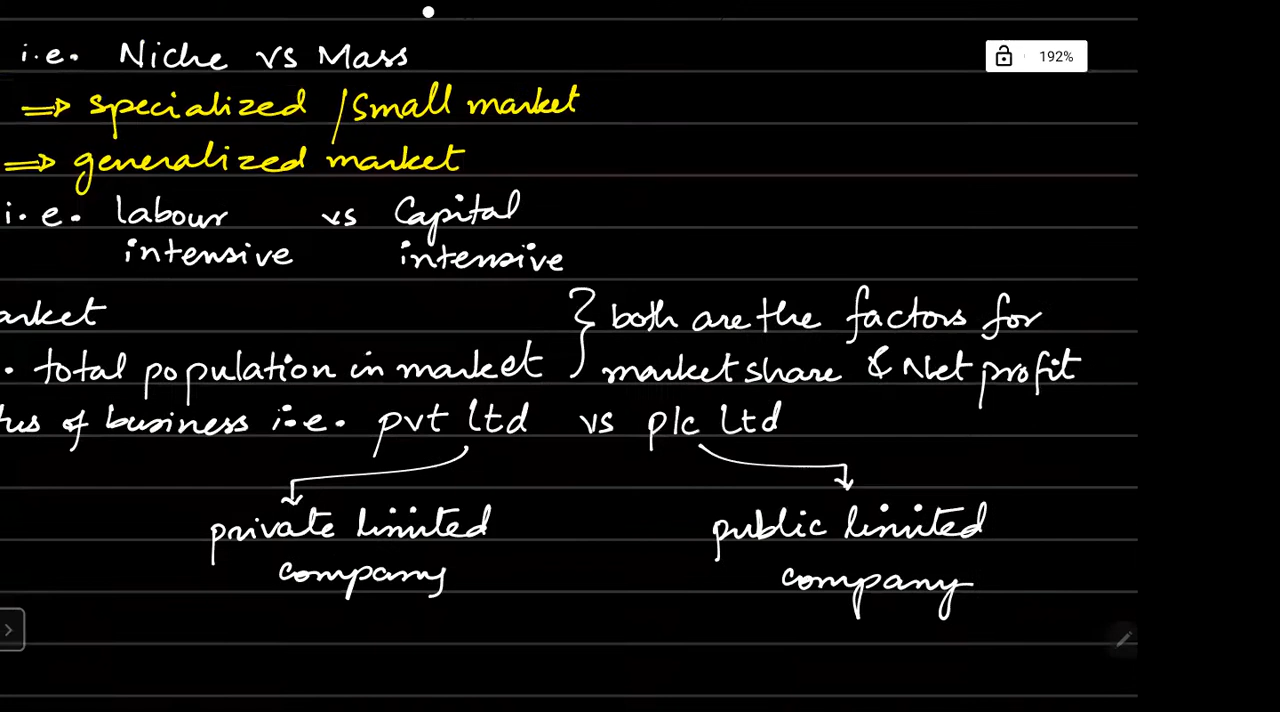 i.e. Niche vs Mass
192%
⇒ specialized / small market
⇒ generalized market
i.e. labour vs Capital
intensive intensive
arket } both are the factors for
. total population in market market share & Net profit
tus of business i.e. pvt ltd vs plc Ltd
private limited public limited
company company